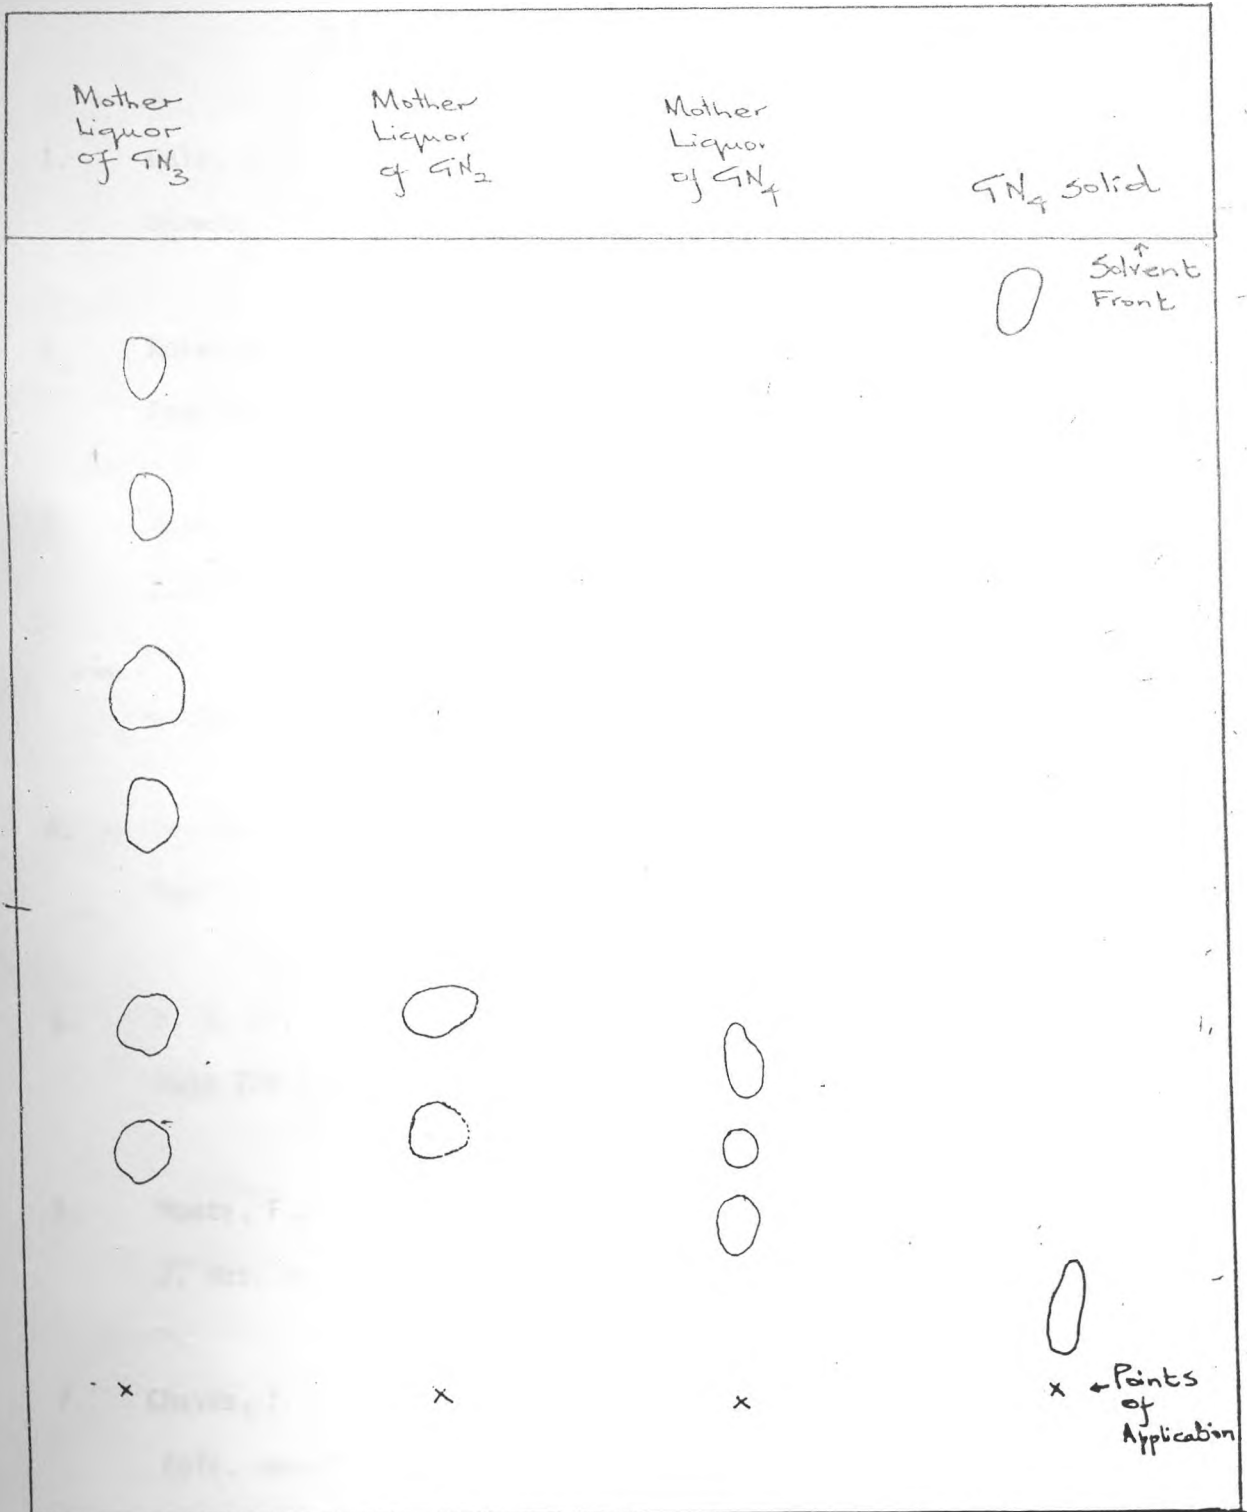 Mother
Liquor
of GN₃
Mother
Liquor
of GN₂
Mother
Liquor
of GN₄
GN₄ solid
↑
Solvent
Front
x
x
x
x ← Points
of
Application